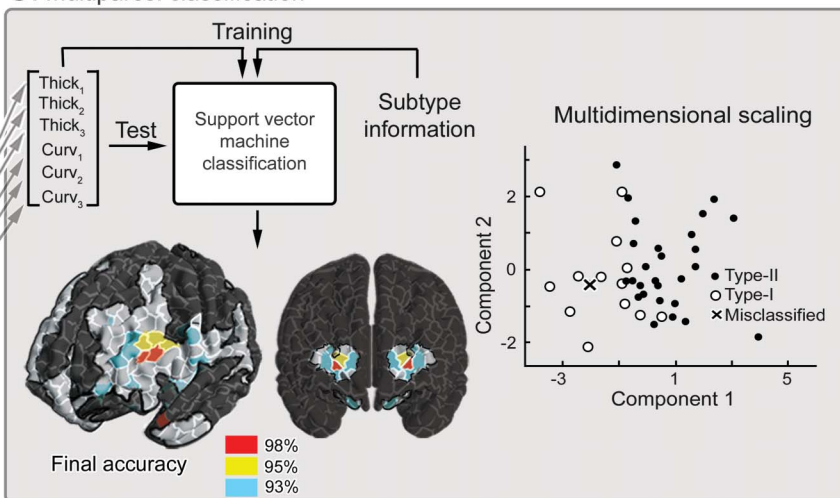 Training
Thick1
Thick2
Thick3
Curv1
Curv2
Curv3
Test
Support vector
machine
classification
Subtype
information
Final accuracy
98%
95%
93%
Multidimensional scaling
Component 2
2
0
-2
-3
1
5
Component 1
Type-II
Type-I
Misclassified